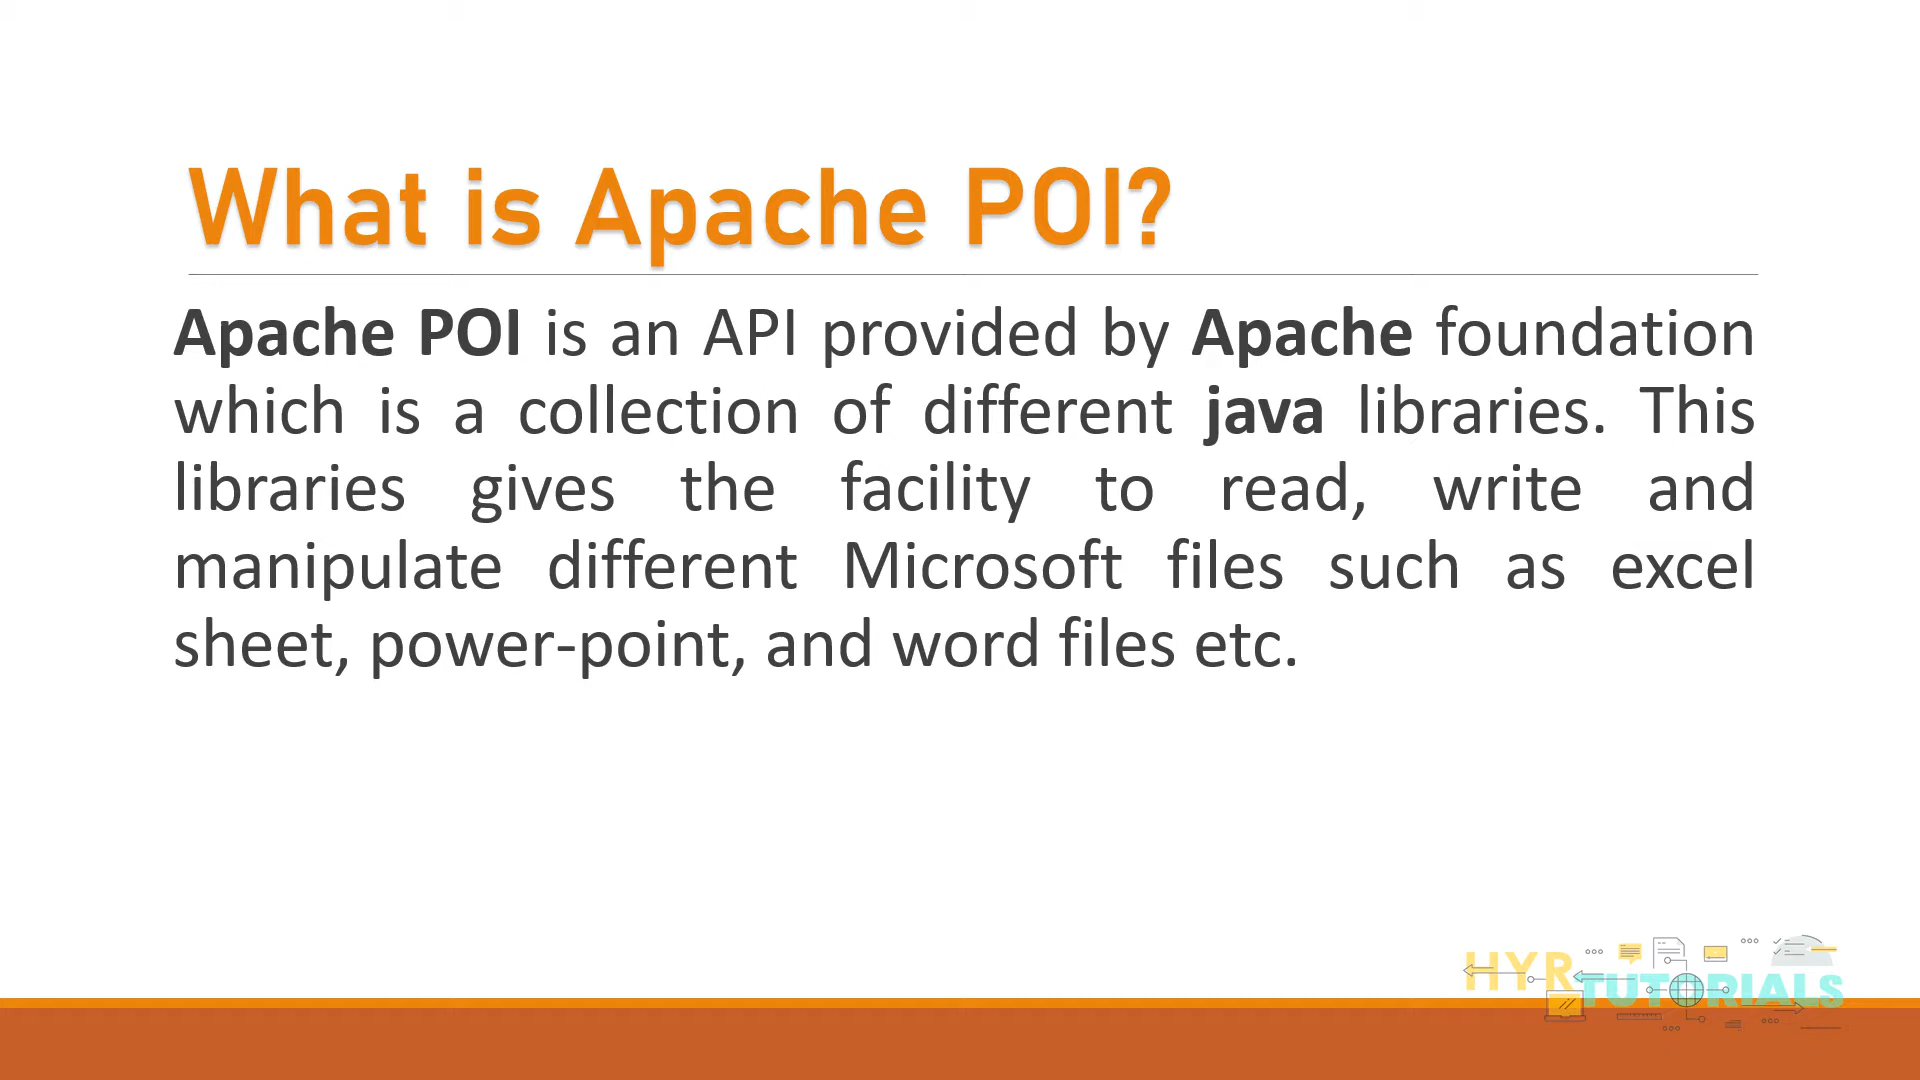 What is Apache POI?
Apache POI is an API provided by Apache foundation
which is a collection of different java libraries. This
libraries gives the facility to read, write and
manipulate different Microsoft files such as excel
sheet, power-point, and word files etc.
HYR TUTORIALS